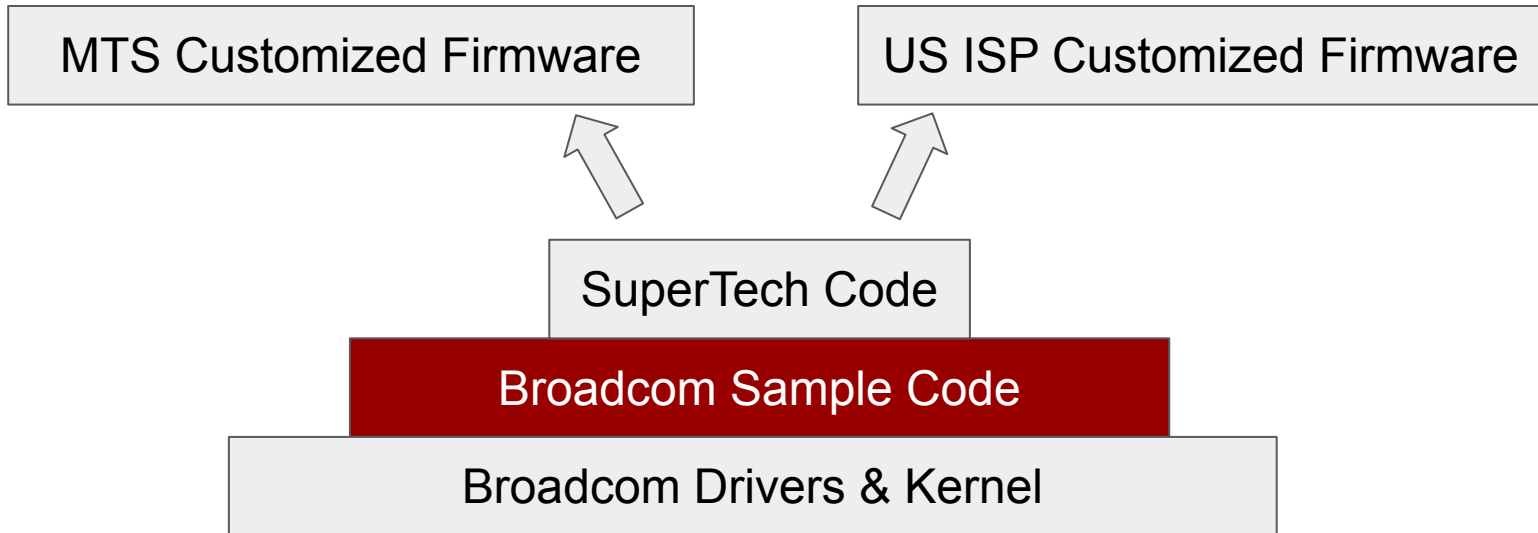 MTS Customized Firmware
US ISP Customized Firmware
SuperTech Code
Broadcom Sample Code
Broadcom Drivers & Kernel